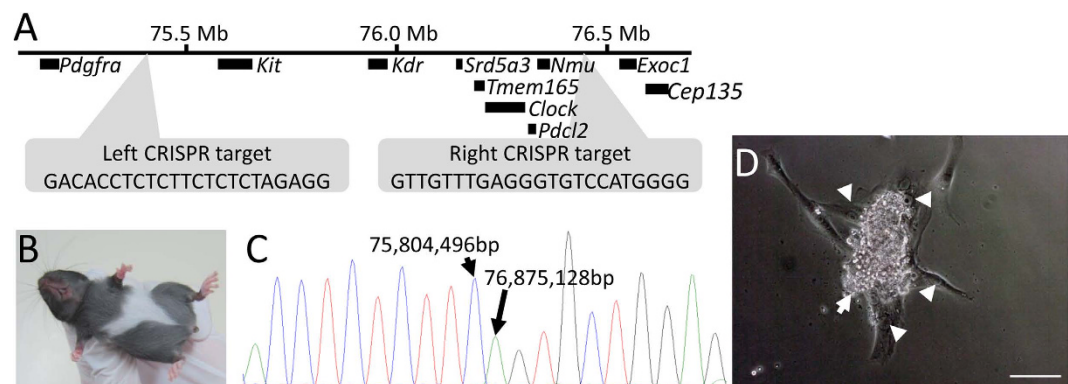 A
75.5 Mb 76.0 Mb 76.5 Mb
Pdgfra Kit Kdr Srd5a3 Nmu Exoc1
Tmem165 Cep135
Clock
Pdcl2
Left CRISPR target
GACACCTCTCTTCTCTCTAGAGG
Right CRISPR target
GTTGTTTGAGGGTGTCCATGGGG
B
C
75,804,496bp
76,875,128bp
D